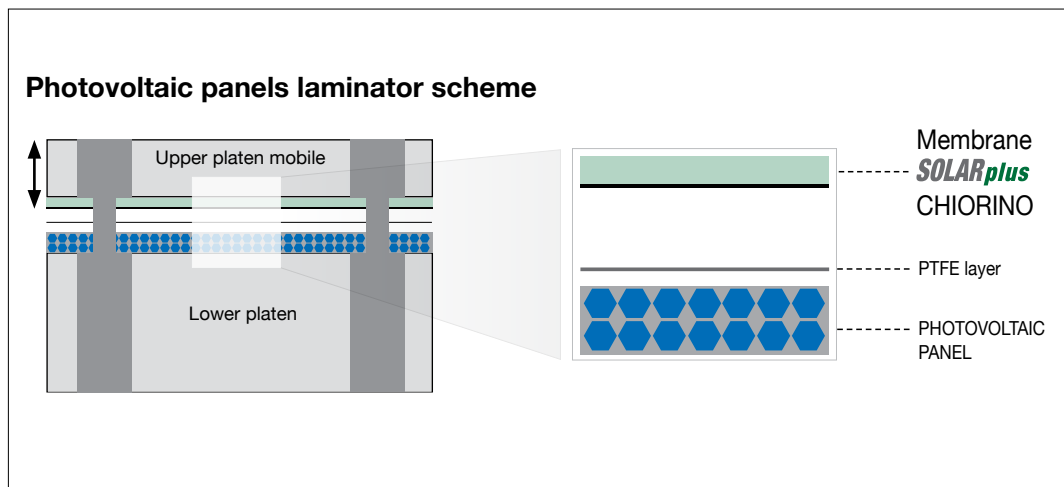 Photovoltaic panels laminator scheme
Upper platen mobile
Lower platen
Membrane
SOLARplus
CHIORINO
PTFE layer
PHOTOVOLTAIC
PANEL